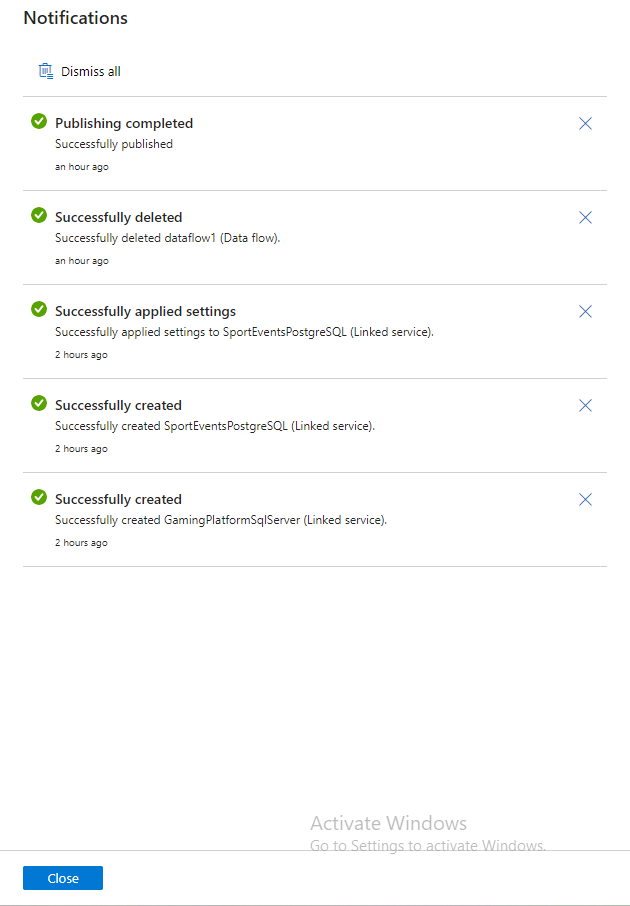 Notifications
Dismiss all
Publishing completed
Successfully published
an hour ago
Successfully deleted
Successfully deleted dataflow1 (Data flow).
an hour ago
Successfully applied settings
Successfully applied settings to SportEventsPostgreSQL (Linked service).
2 hours ago
Successfully created
Successfully created SportEventsPostgreSQL (Linked service).
2 hours ago
Successfully created
Successfully created GamingPlatformSqlServer (Linked service).
2 hours ago
Activate Windows
Go to Settings to activate Windows.
Close